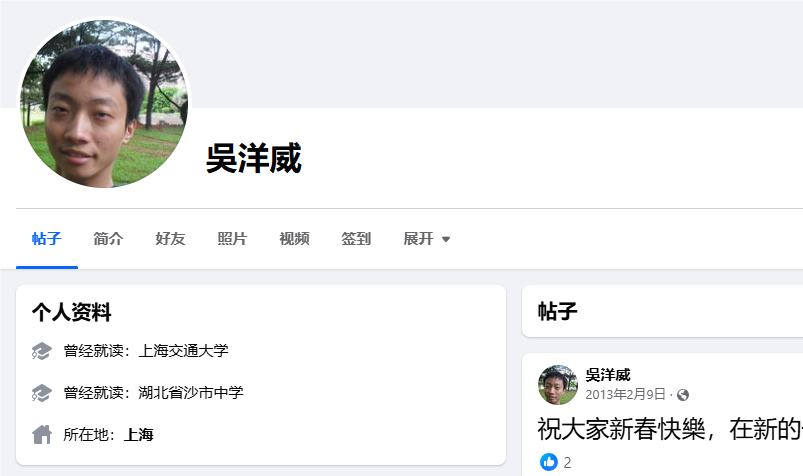 吳洋威
帖子 简介 好友 照片 视频 签到 展开
个人资料
曾经就读：上海交通大学
曾经就读：湖北省沙市中学
所在地：上海
帖子
吳洋威
2013年2月9日 ·
祝大家新春快樂，在新的
2